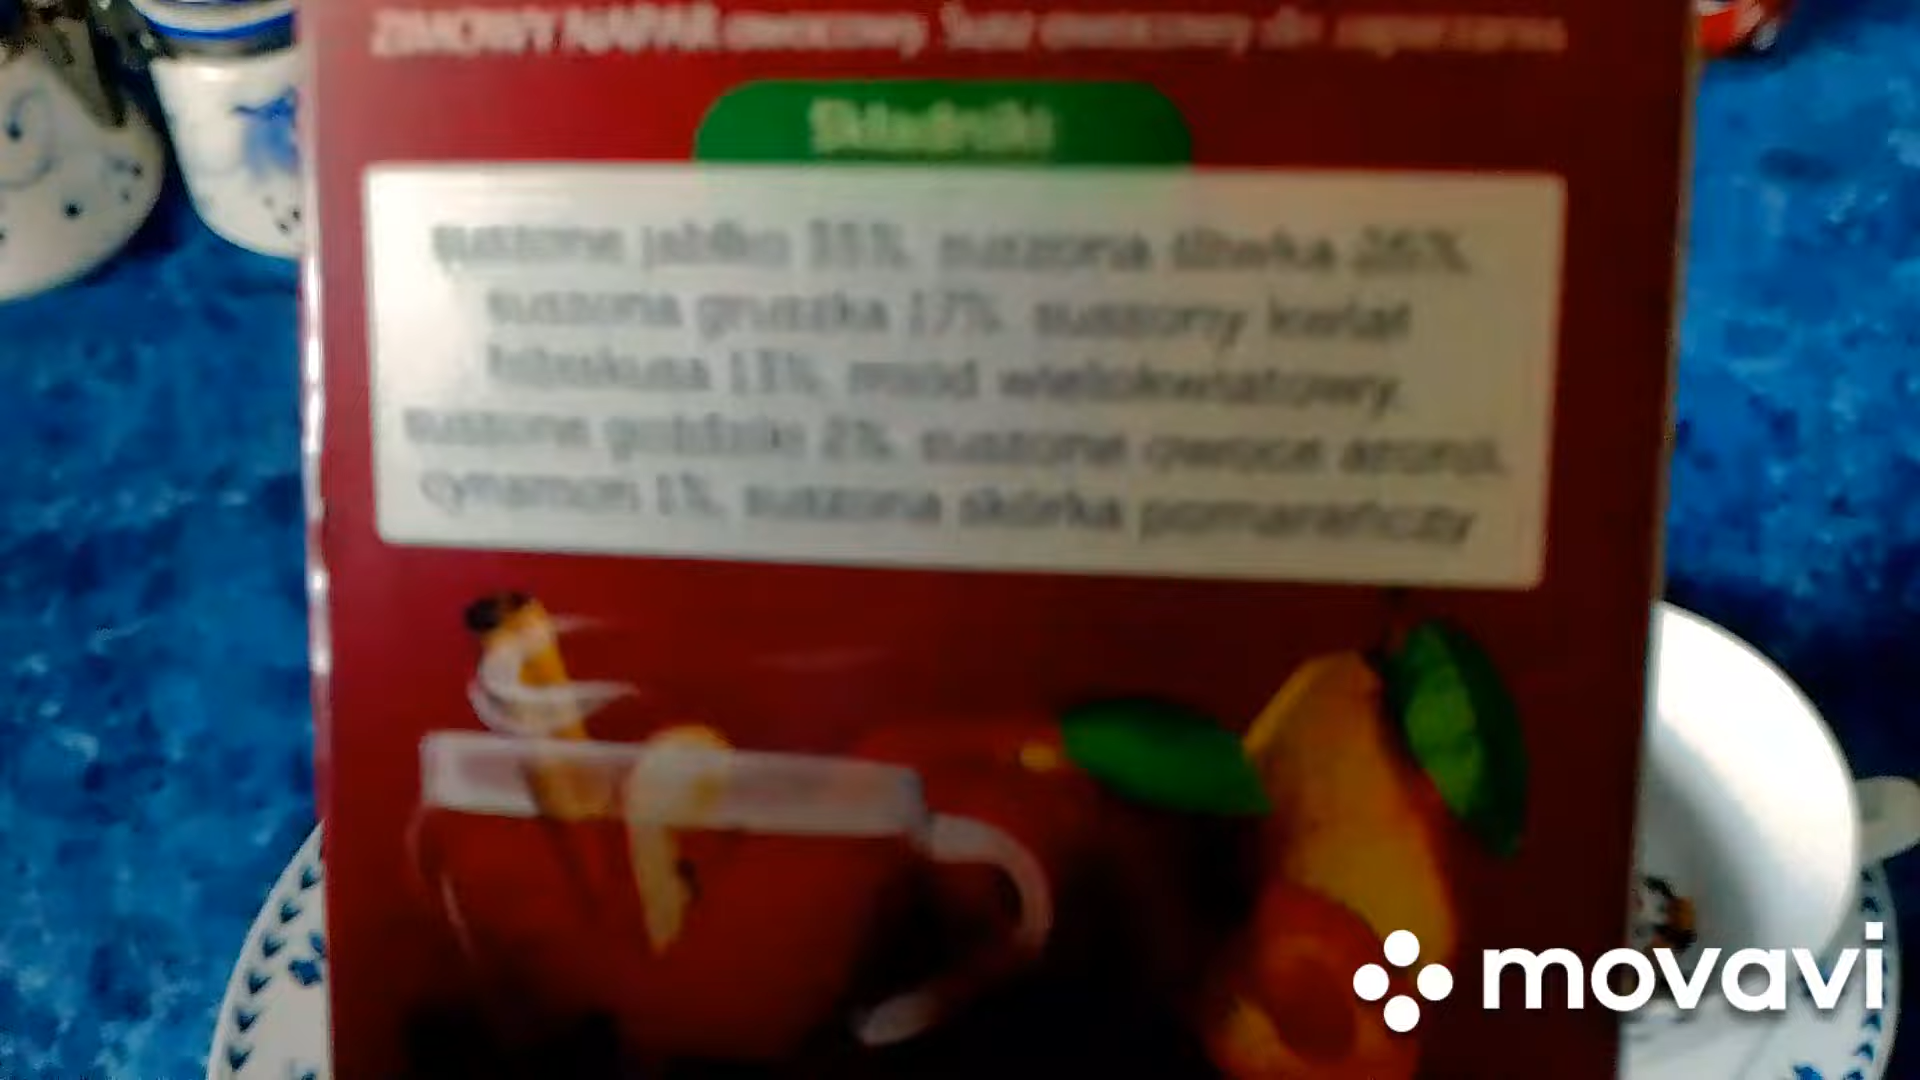 ZIMOWY NAPAR owocowy. Susz owocowy do zaparzania.
Składniki
suszone jabłko 35%, suszona śliwka 26%,
suszona gruszka 17%, suszony kwiat
hibiskusa 13%, miód wielokwiatowy,
suszone goździki 2%, suszone owoce aronii,
cynamon 1%, suszona skórka pomarańczy
movavi